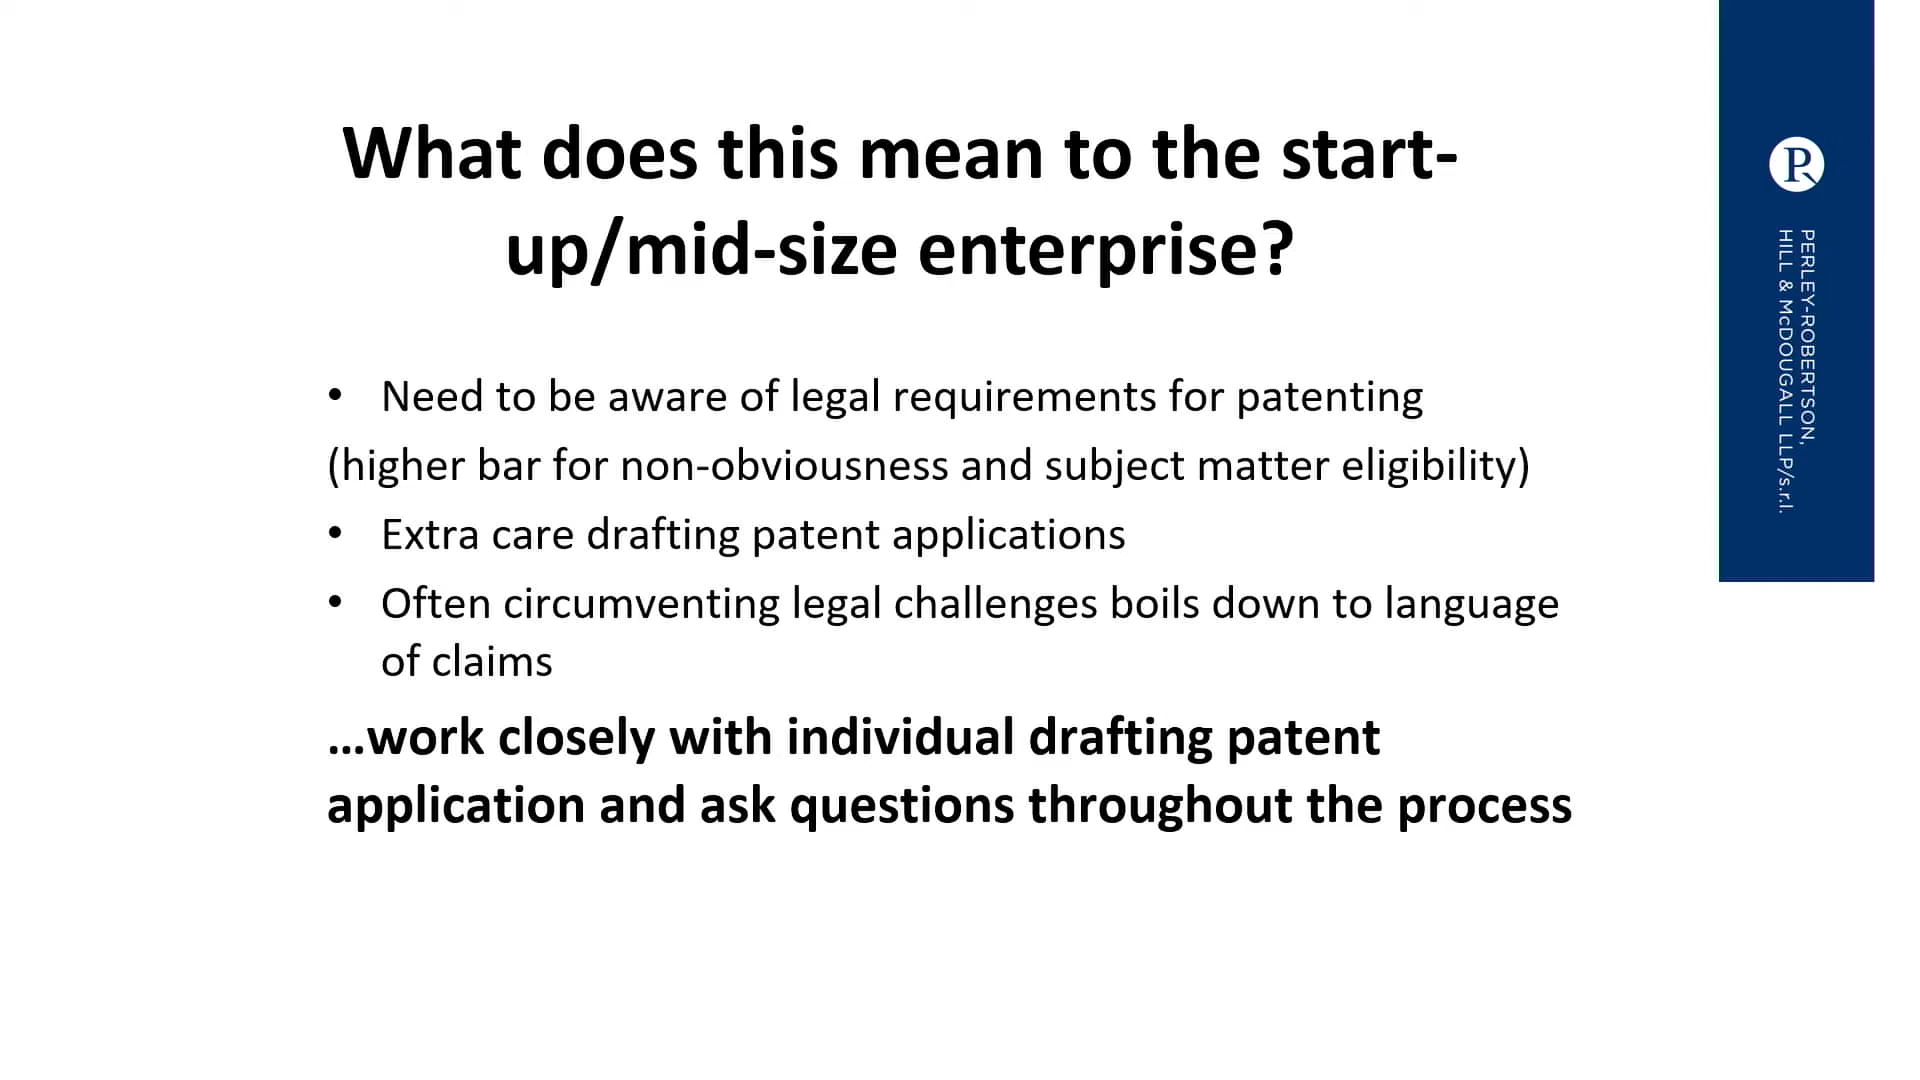 What does this mean to the start-
up/mid-size enterprise?
• Need to be aware of legal requirements for patenting
(higher bar for non-obviousness and subject matter eligibility)
• Extra care drafting patent applications
• Often circumventing legal challenges boils down to language
of claims
...work closely with individual drafting patent
application and ask questions throughout the process
PERLEY-ROBERTSON,
HILL & McDOUGALL LLP/s.r.l.